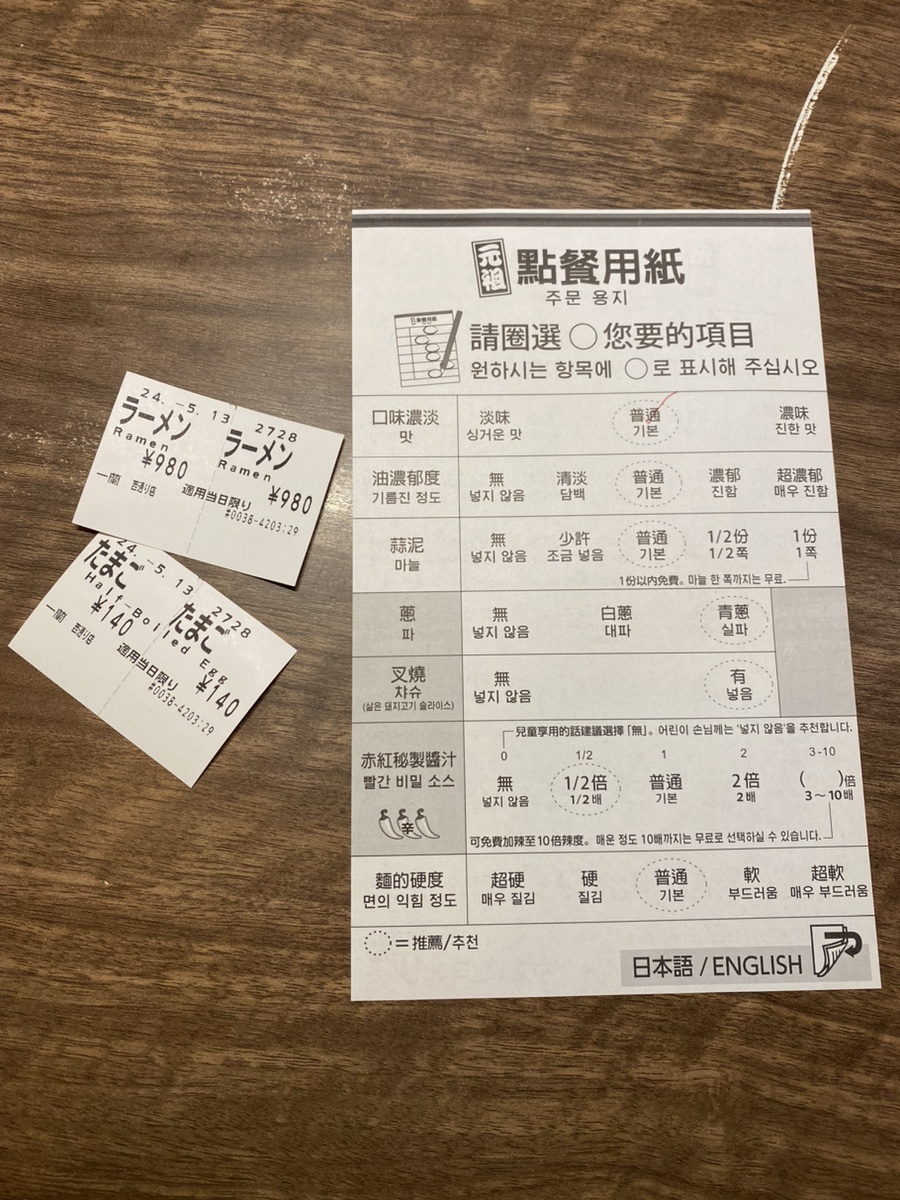 24. -5. 13 2728
ラーメン ラーメン
Ramen Ramen
¥980 ¥980
一蘭 西通り店 適用当日限り
#0038-4203:29
24. -5. 13 2728
たまご たまご
Half-Boiled Egg
¥140 ¥140
一蘭 西通り店 適用当日限り
#0038-4203:29
元祖 點餐用紙
주문 용지
請圈選○您要的項目
원하시는 항목에 ○로 표시해 주십시오
口味濃淡 淡味 普通 濃味
맛 싱거운 맛 기본 진한 맛
油濃郁度 無 清淡 普通 濃郁 超濃郁
기름진 정도 넣지 않음 담백 기본 진함 매우 진함
蒜泥 無 少許 普通 1/2份 1份
마늘 넣지 않음 조금 넣음 기본 1/2쪽 1쪽
1份以內免費。마늘 한 쪽까지는 무료.
蔥 無 白蔥 青蔥
파 넣지 않음 대파 실파
叉燒 無 有
챠슈 넣지 않음 넣음
(삶은 돼지고기 슬라이스)
兒童享用的話建議選擇「無」。어린이 손님께는 '넣지 않음'을 추천합니다.
0 1/2 1 2 3-10
赤紅秘製醬汁 無 1/2倍 普通 2倍 ( )倍
빨간 비밀 소스 넣지 않음 1/2배 기본 2배 3～10배
辛
可免費加辣至10倍辣度。매운 정도 10배까지는 무료로 선택하실 수 있습니다.
麵的硬度 超硬 硬 普通 軟 超軟
면의 익힘 정도 매우 질김 질김 기본 부드러움 매우 부드러움
=推薦/추천
日本語 / ENGLISH